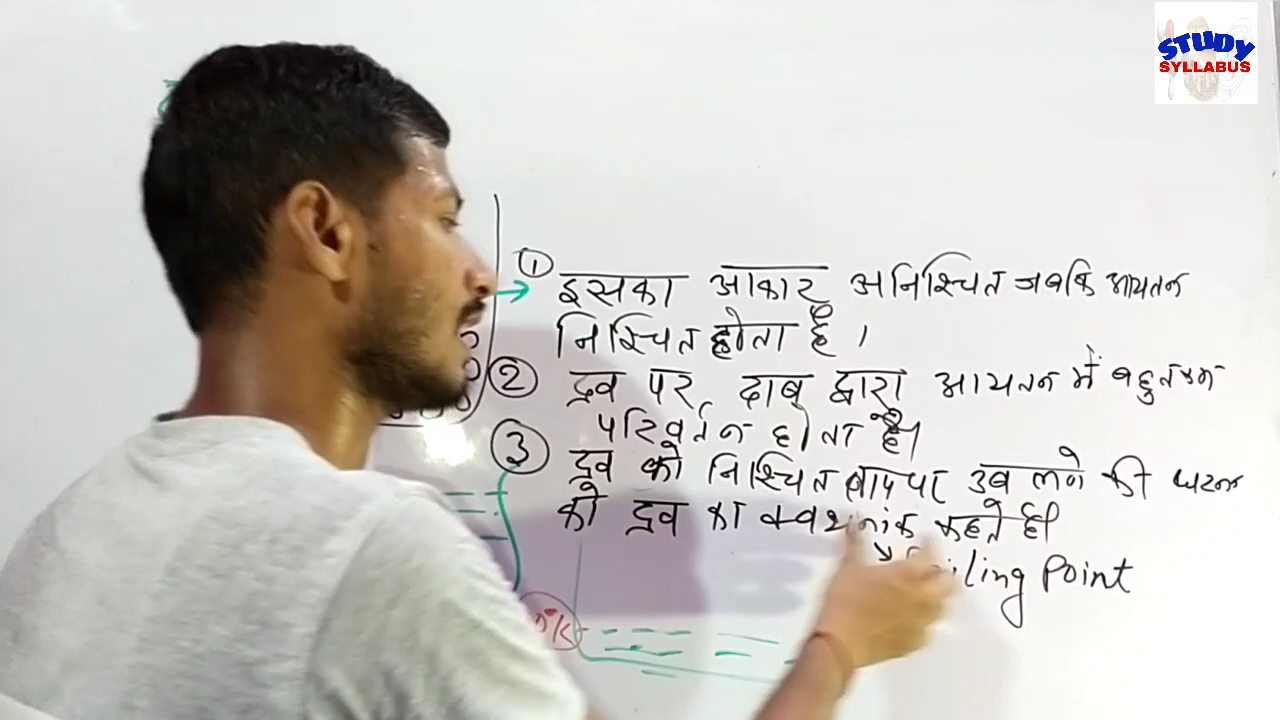 STUDY
SYLLABUS
① इसका आकार अनिश्चित जबकि आयतन
निश्चित होता है ।
② द्रव पर दाब द्वारा आयतन में बहुत कम
परिवर्तन होता है।
③ द्रव को निश्चित ताप पर उबलने की घटना
को द्रव का क्वथनांक कहते है।
Point